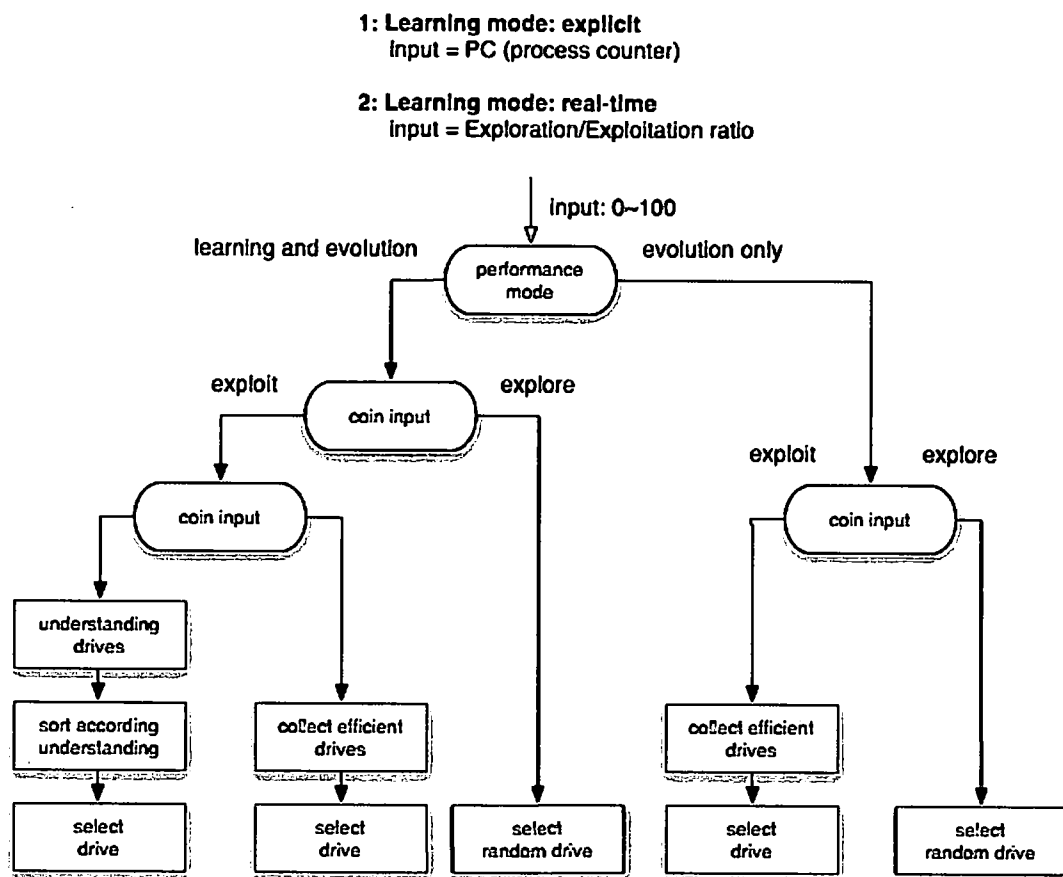 1: Learning mode: explicit
input = PC (process counter)
2: Learning mode: real-time
input = Exploration/Exploitation ratio
input: 0~100
learning and evolution
evolution only
performance
mode
exploit
explore
coin input
exploit
explore
coin input
coin input
understanding
drives
sort according
understanding
collect efficient
drives
collect efficient
drives
select
drive
select
drive
select
random drive
select
drive
select
random drive